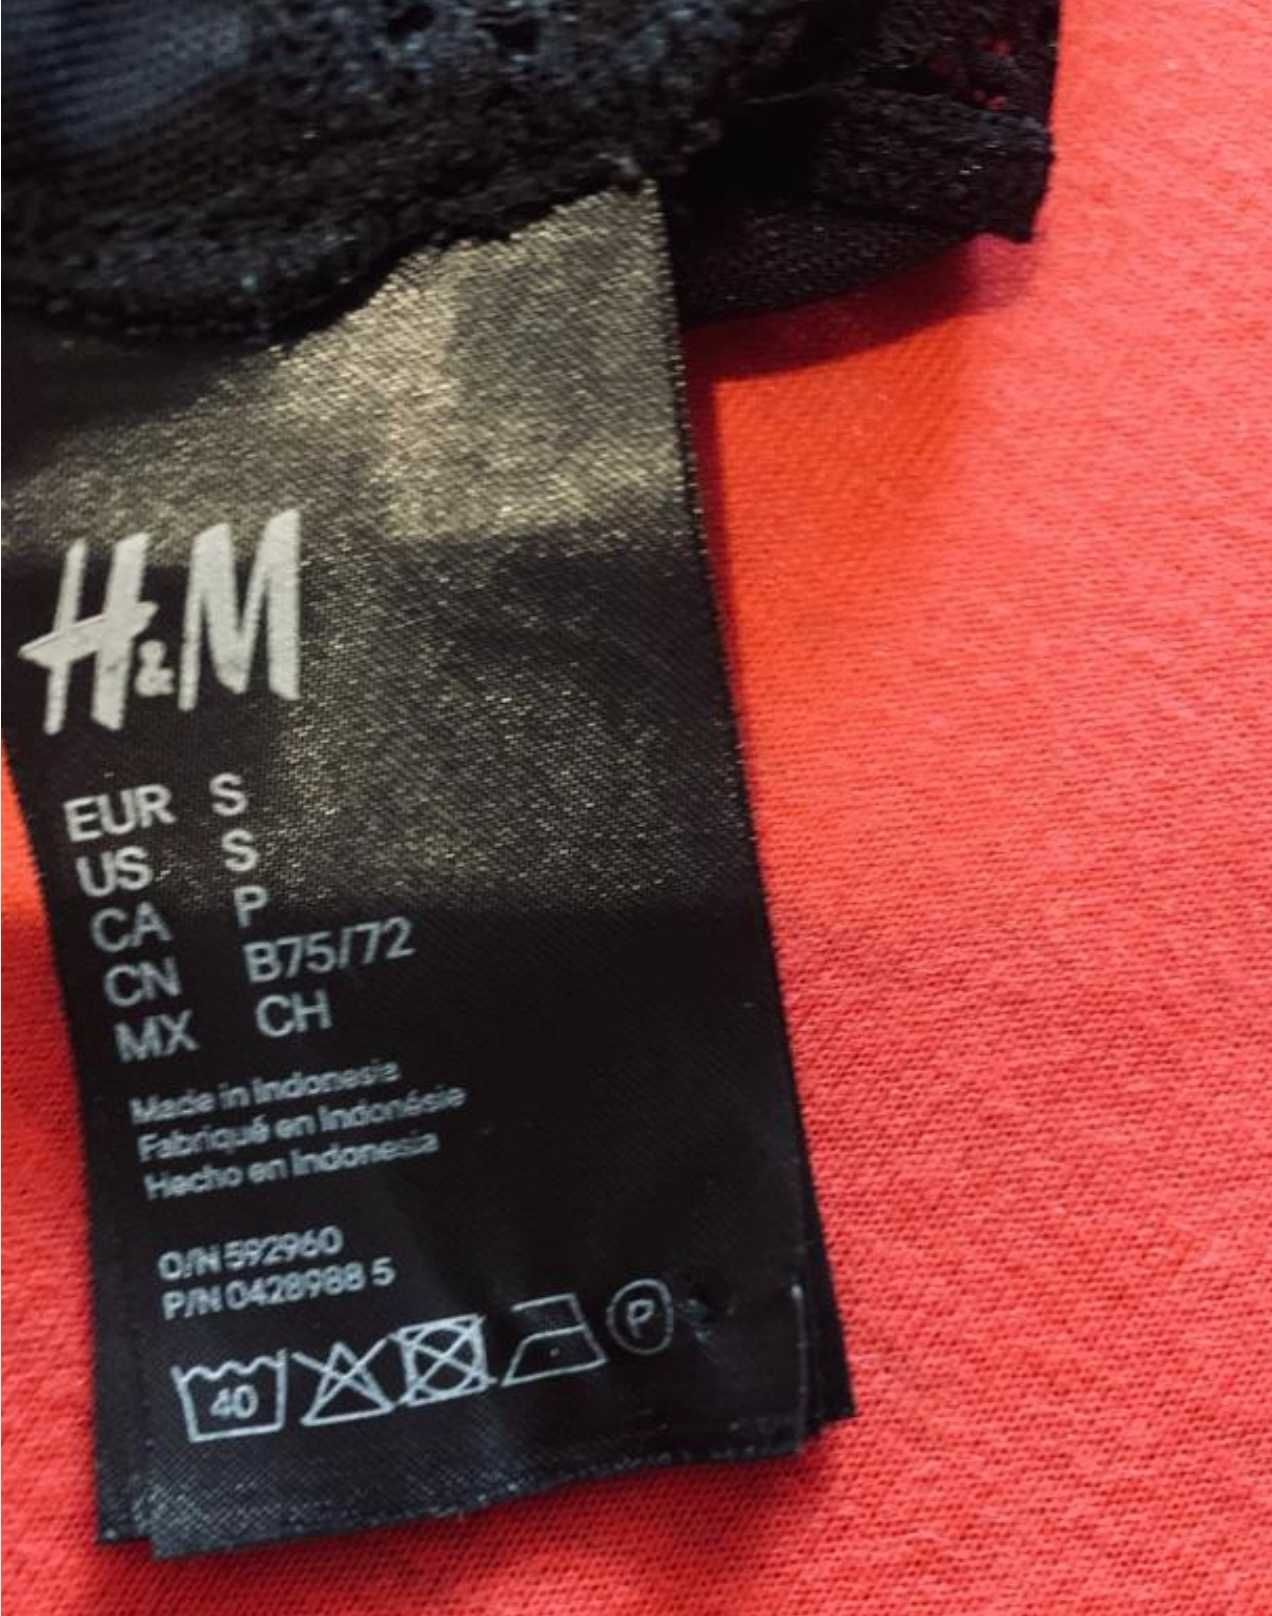 H&M
EUR S
US S
CA P
CN B75/72
MX CH
Made in Indonesia
Fabriqué en Indonésie
Hecho en Indonesia
O/N 592960
P/N 0428988 5
40 P